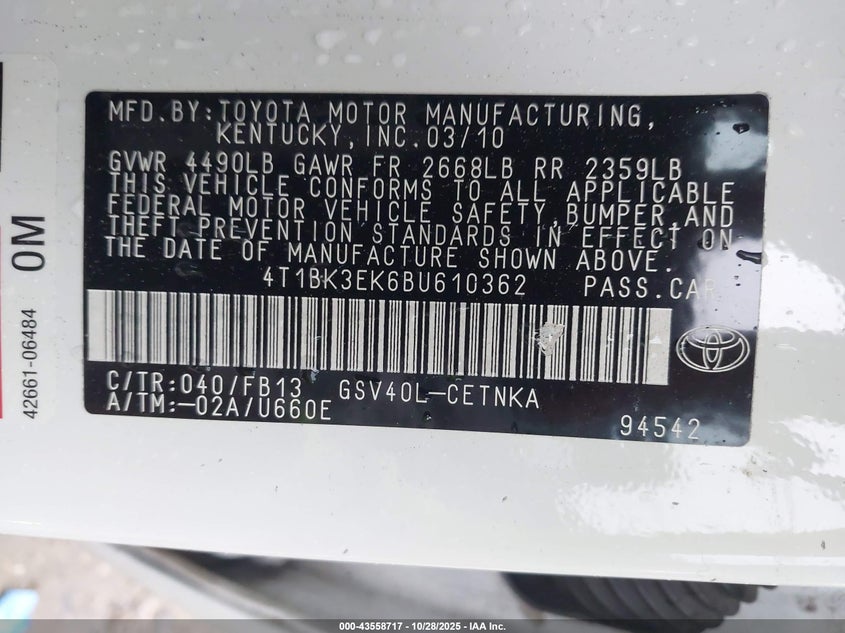 MFD.BY:TOYOTA MOTOR MANUFACTURING,
KENTUCKY,INC.03/10
GVWR 4490LB GAWR FR 2668LB RR 2359LB
THIS VEHICLE CONFORMS TO ALL APPLICABLE
FEDERAL MOTOR VEHICLE SAFETY,BUMPER,AND
THEFT PREVENTION STANDARDS IN EFFECT ON
THE DATE OF MANUFACTURE SHOWN ABOVE.
4T1BK3EK6BU610362 PASS.CAR
C/TR:040/FB13 GSV40L-CETNKA
A/TM:-02A/U660E
94542
42661-06484 0M
000-43558717 - 10/28/2025 - IAA Inc.